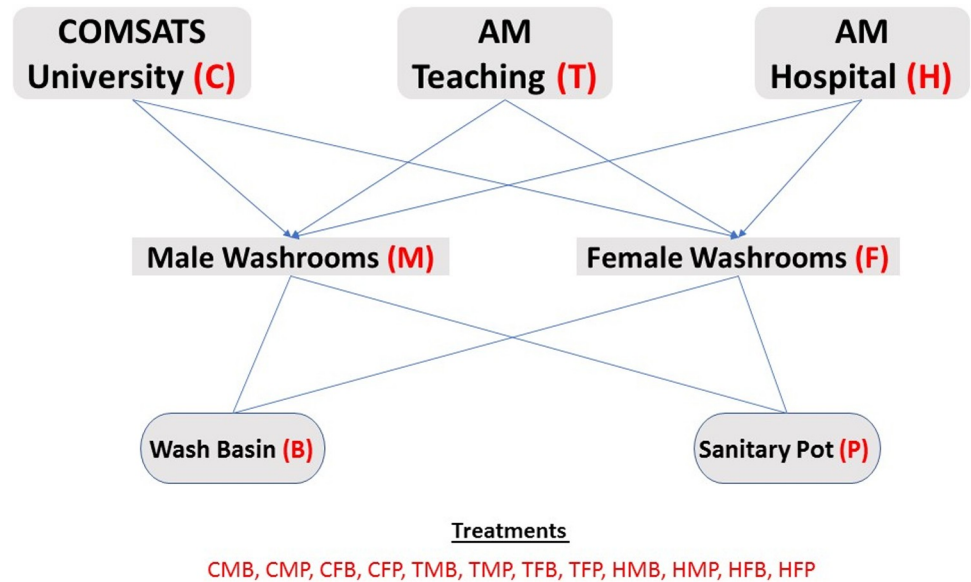 COMSATS
University (C)
AM
Teaching (T)
AM
Hospital (H)
Male Washrooms (M)
Female Washrooms (F)
Wash Basin (B)
Sanitary Pot (P)
Treatments
CMB, CMP, CFB, CFP, TMB, TMP, TFB, TFP, HMB, HMP, HFB, HFP